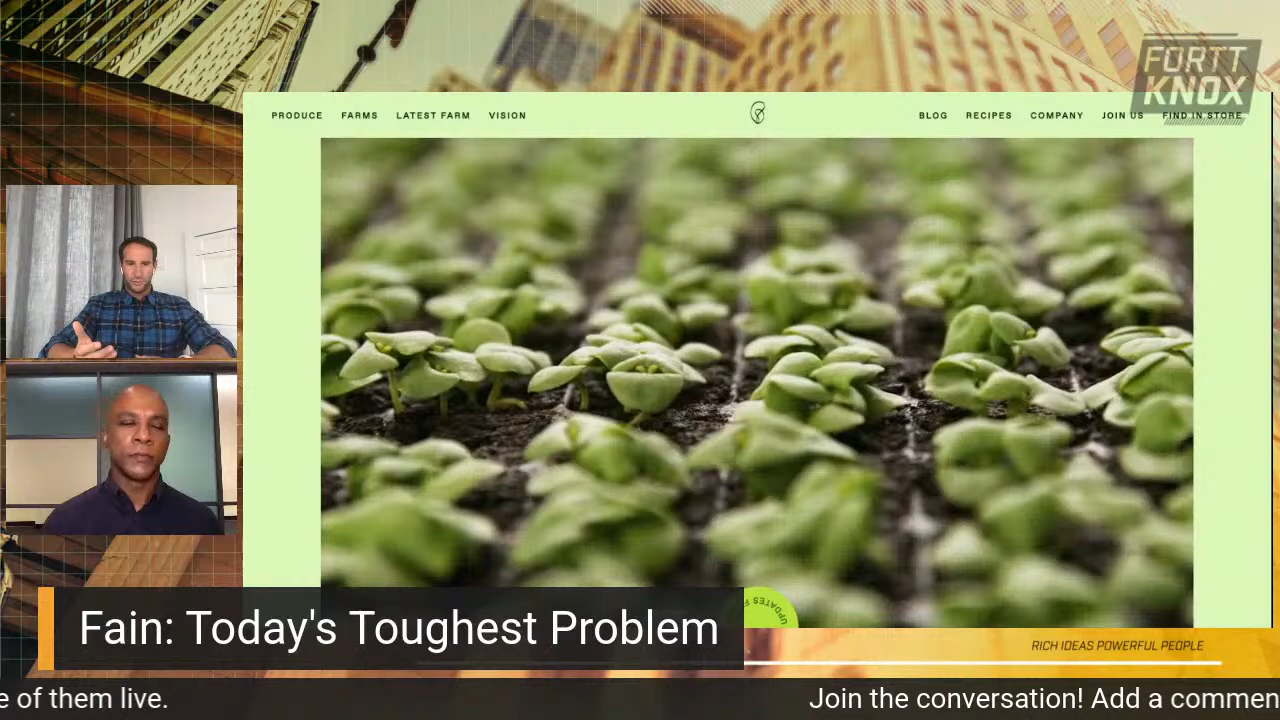 FORTT
KNOX
PRODUCE FARMS LATEST FARM VISION
BLOG RECIPES COMPANY JOIN US FIND IN STORE
UPDATES
Fain: Today's Toughest Problem
RICH IDEAS POWERFUL PEOPLE
e of them live.
Join the conversation! Add a commen